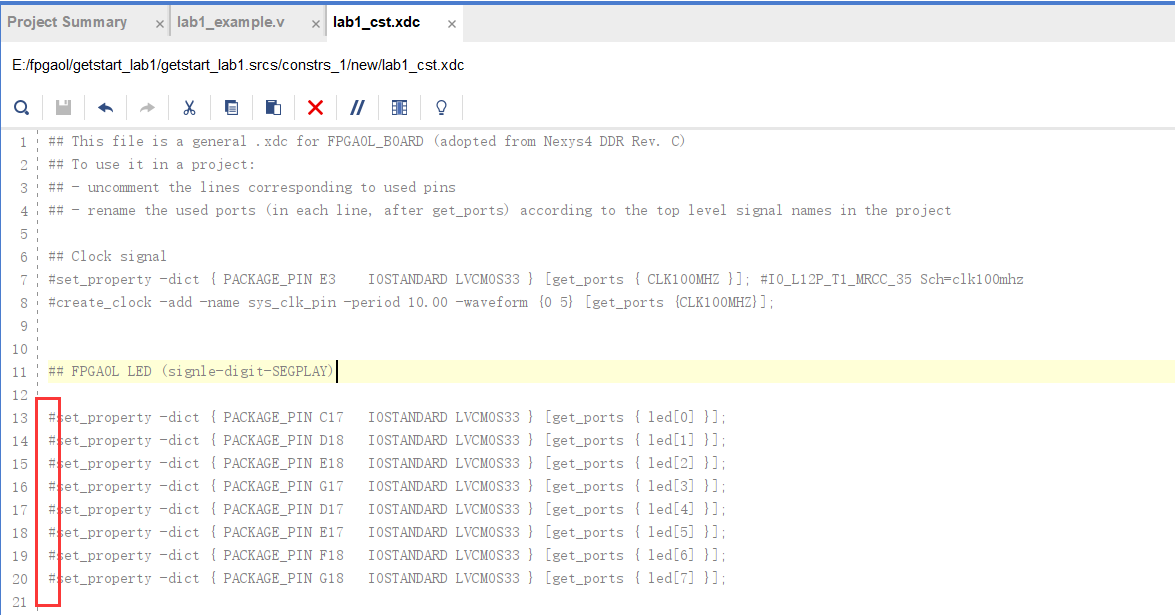 Project Summary × lab1_example.v × lab1_cst.xdc ×
E:/fpgaol/getstart_lab1/getstart_lab1.srcs/constrs_1/new/lab1_cst.xdc
1 ## This file is a general .xdc for FPGAOL_BOARD (adopted from Nexys4 DDR Rev. C)
2 ## To use it in a project:
3 ## - uncomment the lines corresponding to used pins
4 ## - rename the used ports (in each line, after get_ports) according to the top level signal names in the project
5
6 ## Clock signal
7 #set_property -dict { PACKAGE_PIN E3    IOSTANDARD LVCMOS33 } [get_ports { CLK100MHZ }]; #IO_L12P_T1_MRCC_35 Sch=clk100mhz
8 #create_clock -add -name sys_clk_pin -period 10.00 -waveform {0 5} [get_ports {CLK100MHZ}];
9
10
11 ## FPGAOL LED (signle-digit-SEGPLAY)
12
13 #set_property -dict { PACKAGE_PIN C17   IOSTANDARD LVCMOS33 } [get_ports { led[0] }];
14 #set_property -dict { PACKAGE_PIN D18   IOSTANDARD LVCMOS33 } [get_ports { led[1] }];
15 #set_property -dict { PACKAGE_PIN E18   IOSTANDARD LVCMOS33 } [get_ports { led[2] }];
16 #set_property -dict { PACKAGE_PIN G17   IOSTANDARD LVCMOS33 } [get_ports { led[3] }];
17 #set_property -dict { PACKAGE_PIN D17   IOSTANDARD LVCMOS33 } [get_ports { led[4] }];
18 #set_property -dict { PACKAGE_PIN E17   IOSTANDARD LVCMOS33 } [get_ports { led[5] }];
19 #set_property -dict { PACKAGE_PIN F18   IOSTANDARD LVCMOS33 } [get_ports { led[6] }];
20 #set_property -dict { PACKAGE_PIN G18   IOSTANDARD LVCMOS33 } [get_ports { led[7] }];
21